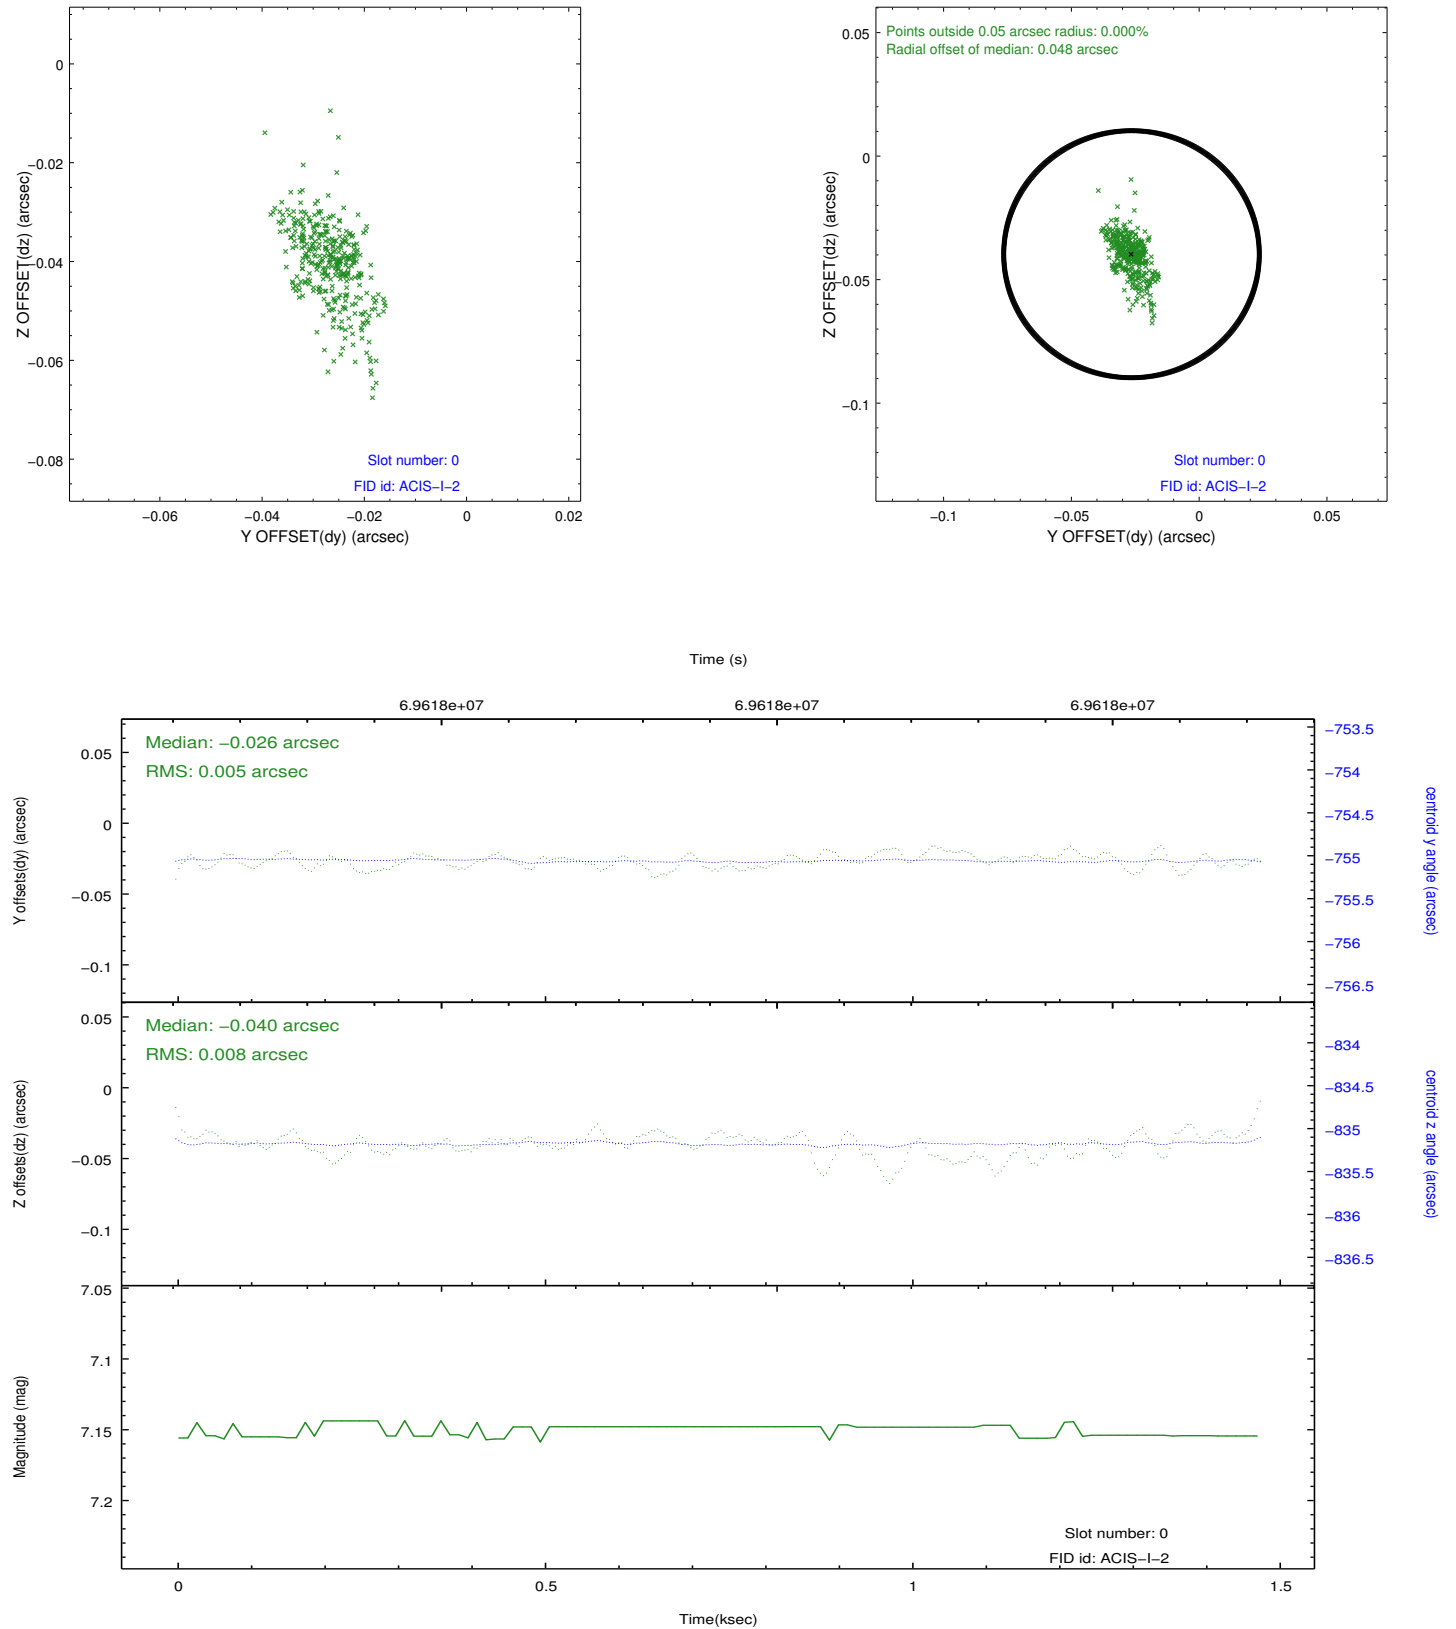 0
−0.02
−0.04
−0.06
−0.08
Z OFFSET(dz) (arcsec)
Slot number: 0
FID id: ACIS−I−2
−0.06
−0.04
−0.02
0
0.02
Y OFFSET(dy) (arcsec)
Points outside 0.05 arcsec radius: 0.000%
Radial offset of median: 0.048 arcsec
0.05
0
−0.05
−0.1
Z OFFSET(dz) (arcsec)
Slot number: 0
FID id: ACIS−I−2
−0.1
−0.05
0
0.05
Y OFFSET(dy) (arcsec)
Time (s)
6.9618e+07
6.9618e+07
6.9618e+07
Median: −0.026 arcsec
RMS: 0.005 arcsec
0.05
0
−0.05
−0.1
Y offsets(dy) (arcsec)
−753.5
−754
−754.5
−755
−755.5
−756
−756.5
centroid y angle (arcsec)
Median: −0.040 arcsec
RMS: 0.008 arcsec
0.05
0
−0.05
−0.1
Z offsets(dz) (arcsec)
−834
−834.5
−835
−835.5
−836
−836.5
centroid z angle (arcsec)
7.05
7.1
7.15
7.2
Magnitude (mag)
Slot number: 0
FID id: ACIS−I−2
0
0.5
1
1.5
Time(ksec)